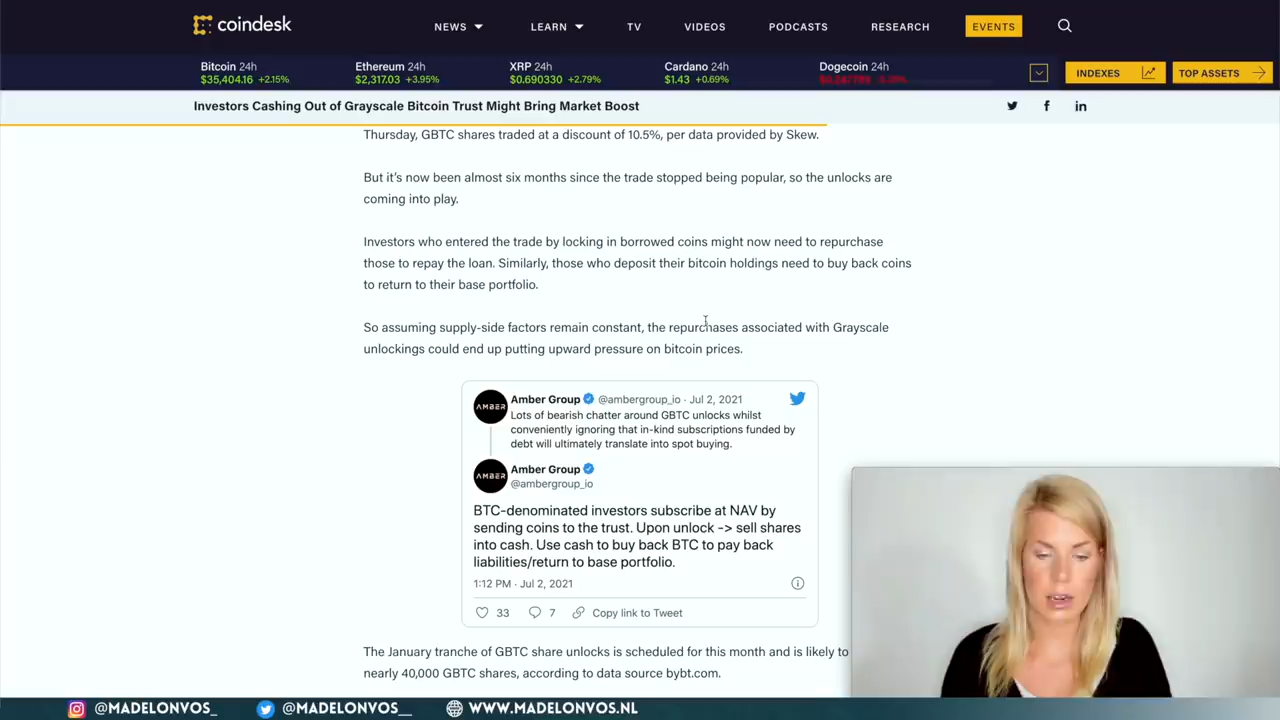 coindesk
NEWS LEARN TV VIDEOS PODCASTS RESEARCH EVENTS
Bitcoin 24h Ethereum 24h XRP 24h Cardano 24h Dogecoin 24h
$35,404.16 +2.15% $2,317.03 +3.95% $0.690330 +2.79% $1.43 +0.69%
INDEXES TOP ASSETS
Investors Cashing Out of Grayscale Bitcoin Trust Might Bring Market Boost
Thursday, GBTC shares traded at a discount of 10.5%, per data provided by Skew.
But it’s now been almost six months since the trade stopped being popular, so the unlocks are
coming into play.
Investors who entered the trade by locking in borrowed coins might now need to repurchase
those to repay the loan. Similarly, those who deposit their bitcoin holdings need to buy back coins
to return to their base portfolio.
So assuming supply-side factors remain constant, the repurchases associated with Grayscale
unlockings could end up putting upward pressure on bitcoin prices.
AMBER
Amber Group @ambergroup_io · Jul 2, 2021
Lots of bearish chatter around GBTC unlocks whilst
conveniently ignoring that in-kind subscriptions funded by
debt will ultimately translate into spot buying.
AMBER
Amber Group
@ambergroup_io
BTC-denominated investors subscribe at NAV by
sending coins to the trust. Upon unlock -> sell shares
into cash. Use cash to buy back BTC to pay back
liabilities/return to base portfolio.
1:12 PM · Jul 2, 2021
33 7 Copy link to Tweet
The January tranche of GBTC share unlocks is scheduled for this month and is likely to
nearly 40,000 GBTC shares, according to data source bybt.com.
@MADELONVOS_ @MADELONVOS__ WWW.MADELONVOS.NL